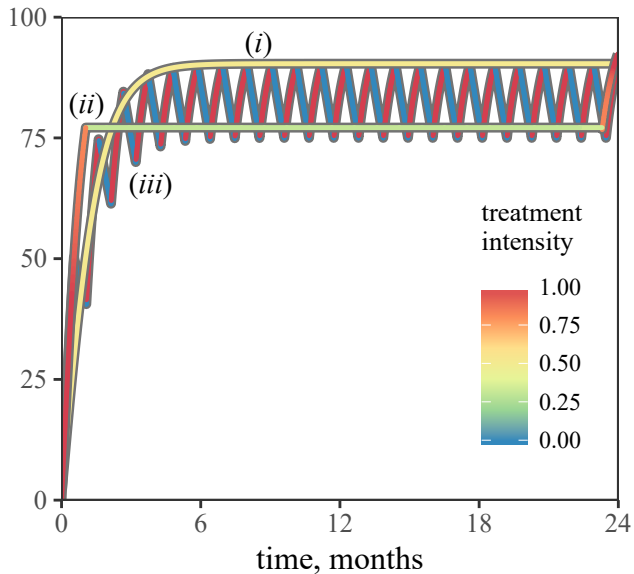 100
75
50
25
0
(i)
(ii)
(iii)
treatment
intensity
1.00
0.75
0.50
0.25
0.00
0 6 12 18 24
time, months